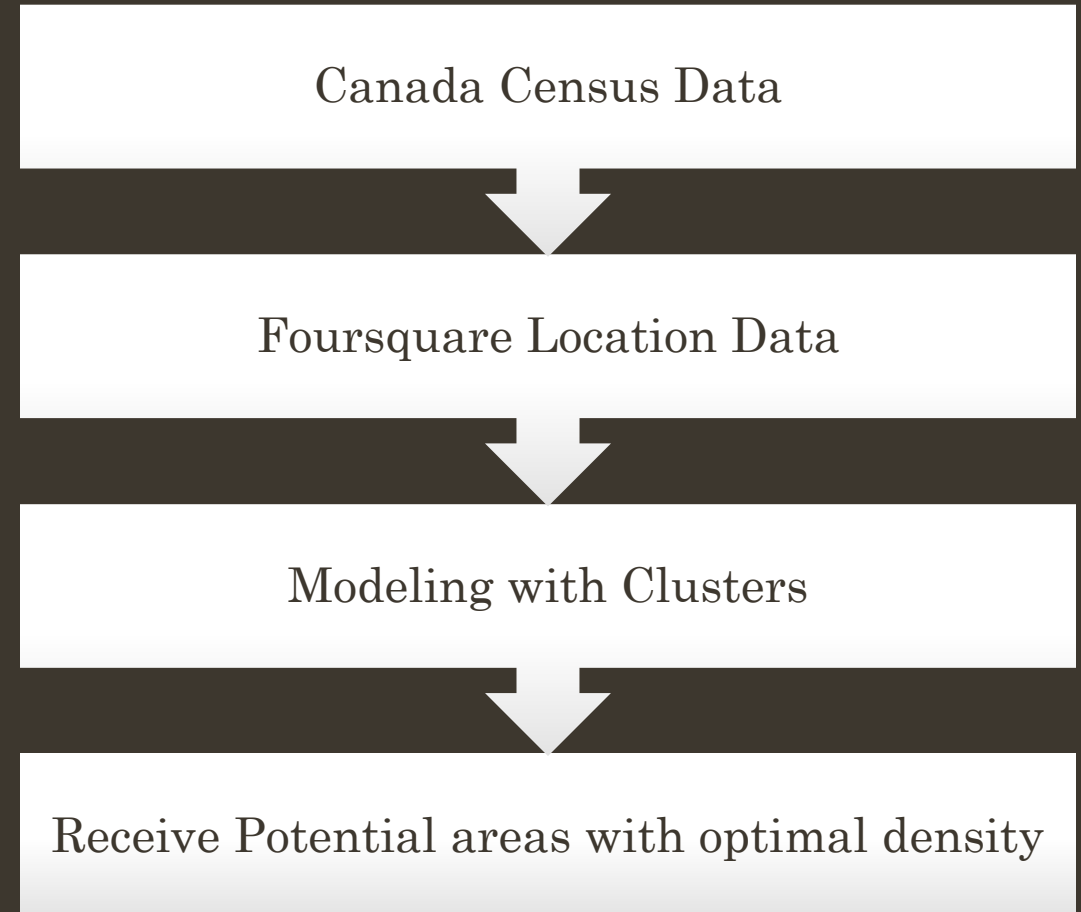 Canada Census Data
Foursquare Location Data
Modeling with Clusters
Receive Potential areas with optimal density